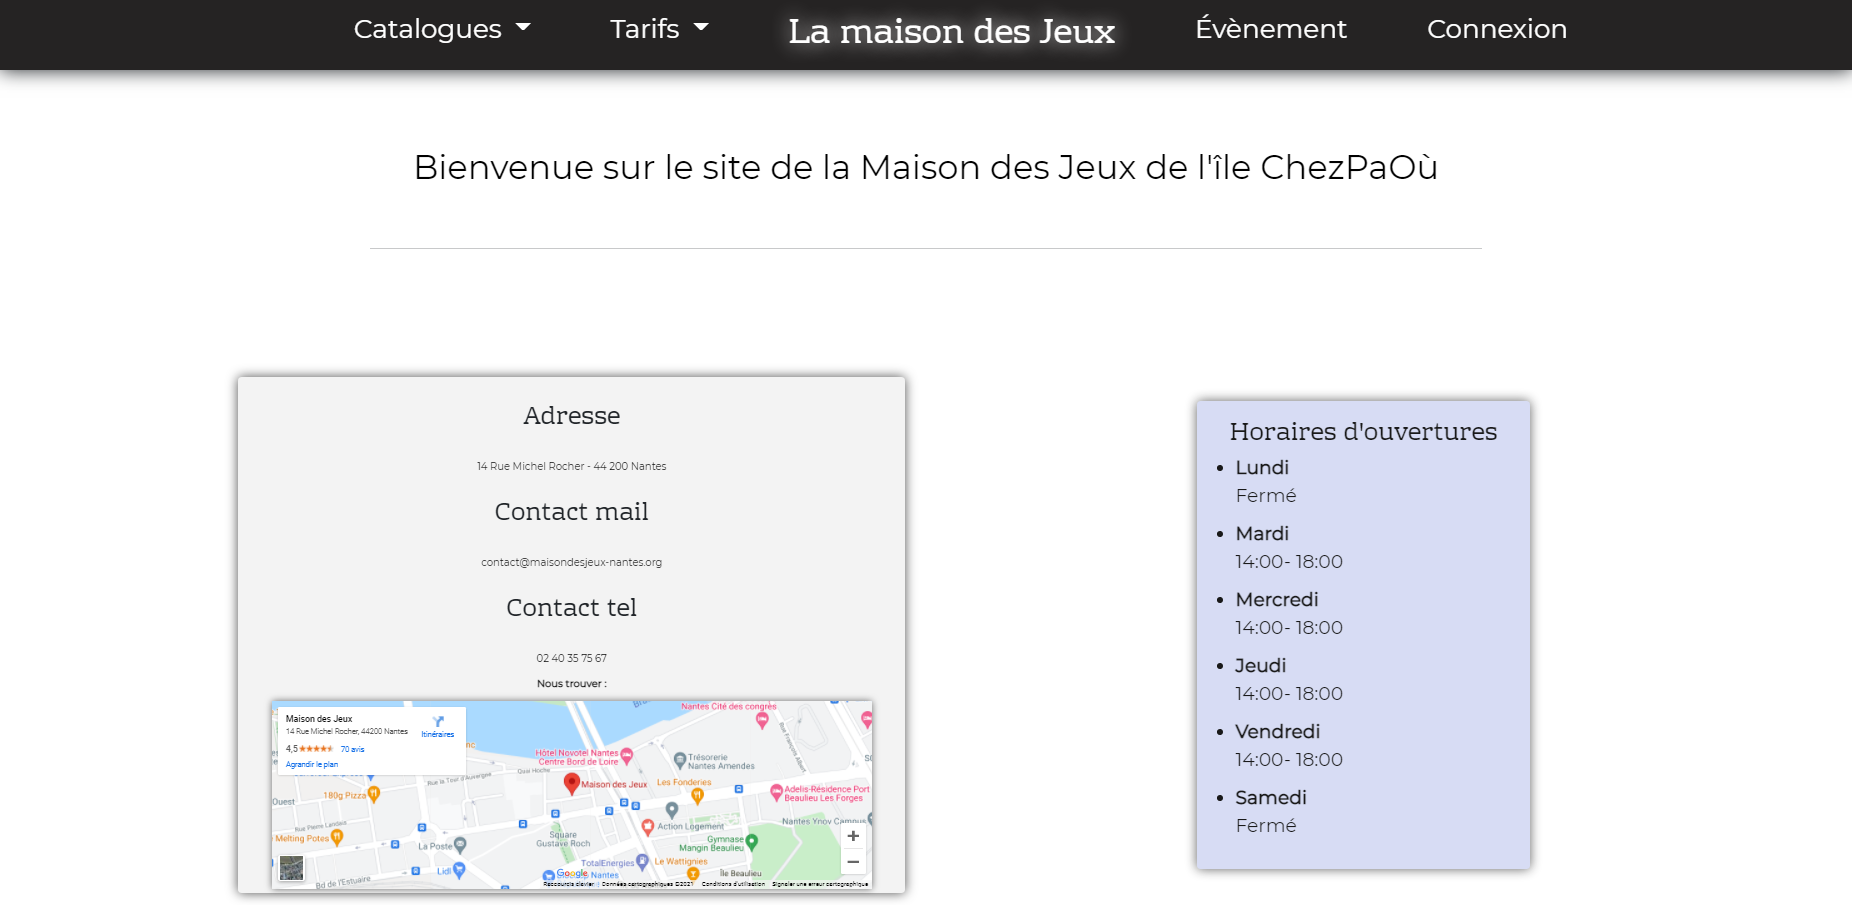 Catalogues
Tarifs
La maison des Jeux
Évènement
Connexion
Bienvenue sur le site de la Maison des Jeux de l'île ChezPaOù
Adresse
14 Rue Michel Rocher - 44 200 Nantes
Contact mail
contact@maisondesjeux-nantes.org
Contact tel
02 40 35 75 67
Nous trouver :
Maison des Jeux
14 Rue Michel Rocher, 44200 Nantes
4,5
70 avis
Agrandir le plan
Itinéraires
Nantes Cité des congrès
Rue François Albert
Hôtel Novotel Nantes
Centre Bord de Loire
Trésorerie
Nantes Amendes
Quai Hoche
Rue la Tour d'Auvergne
Maison des Jeux
Les Fonderies
180g Pizza
Adelis-Résidence Port
Beaulieu Les Forges
Ouest
Rue Pierre Landais
Melting Potes
Action Logement
Nantes Ynov Campus
Square
Gustave Roch
Gymnase
Mangin Beaulieu
La Poste
TotalEnergies
Le Wattignies
Lidl
Nantes
Île Beaulieu
Bd de l'Estuaire
Google
Raccourcis clavier
Données cartographiques ©2021
Conditions d'utilisation
Signaler une erreur cartographique
Horaires d'ouvertures
Lundi
Fermé
Mardi
14:00- 18:00
Mercredi
14:00- 18:00
Jeudi
14:00- 18:00
Vendredi
14:00- 18:00
Samedi
Fermé